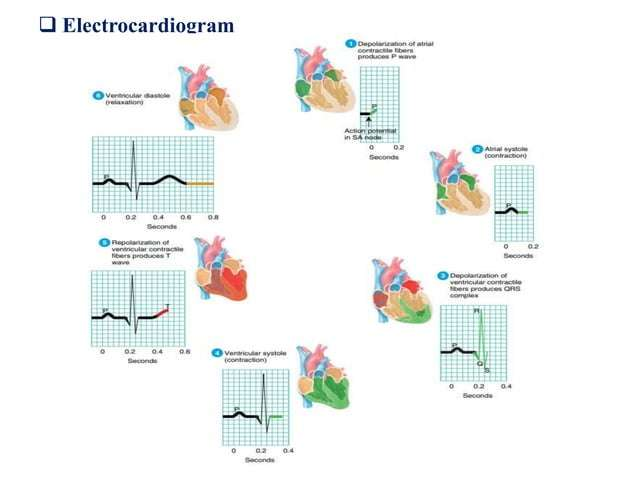 ❑ Electrocardiogram
1 Depolarization of atrial
contractile fibers
produces P wave
P
Action potential
in SA node
0 0.2
Seconds
2 Atrial systole
(contraction)
P
0 0.2
Seconds
3 Depolarization of
ventricular contractile
fibers produces QRS
complex
R
P
Q
S
0 0.2 0.4
Seconds
4 Ventricular systole
(contraction)
P
0 0.2 0.4
Seconds
5 Repolarization of
ventricular contractile
fibers produces T
wave
P
T
0 0.2 0.4 0.6
Seconds
6 Ventricular diastole
(relaxation)
P
0 0.2 0.4 0.6 0.8
Seconds